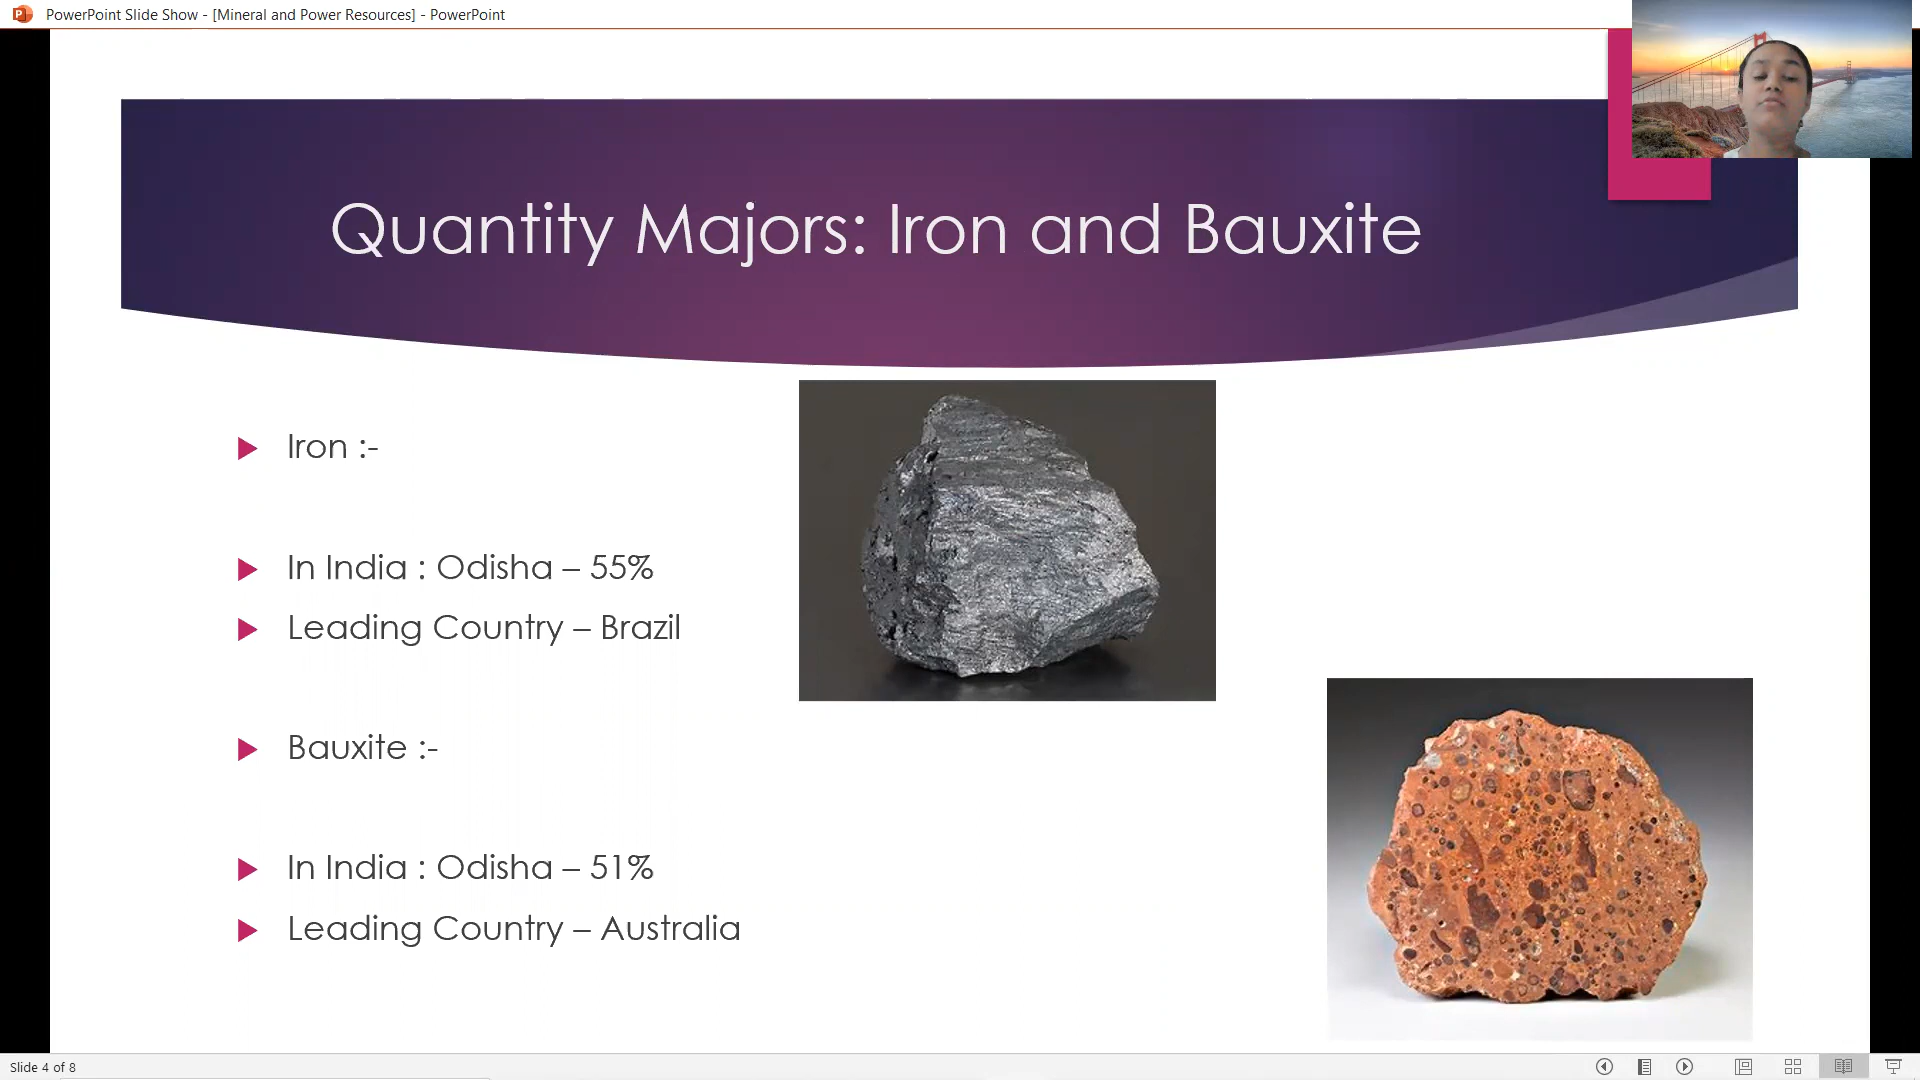 PowerPoint Slide Show - [Mineral and Power Resources] - PowerPoint
Quantity Majors: Iron and Bauxite
Iron :-
In India : Odisha – 55%
Leading Country – Brazil
Bauxite :-
In India : Odisha – 51%
Leading Country – Australia
Slide 4 of 8